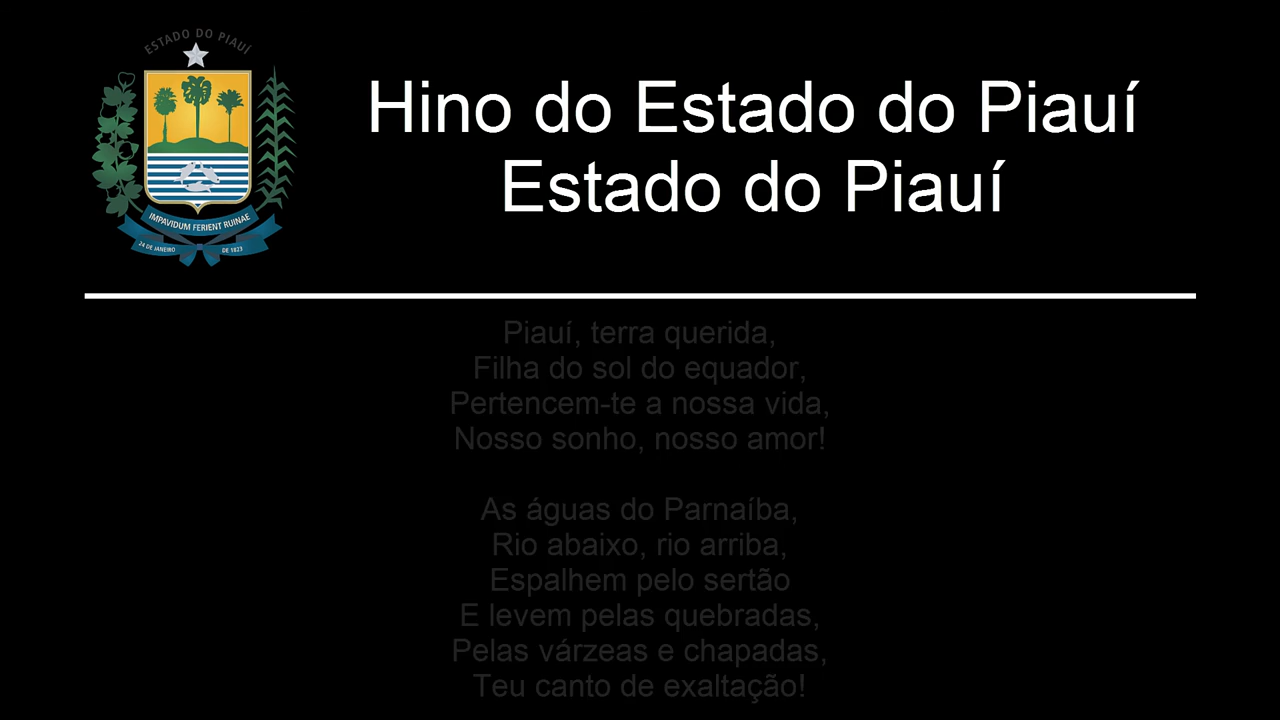 ESTADO DO PIAUÍ
IMPAVIDUM FERIENT RUINAE
24 DE JANEIRO DE 1823
Hino do Estado do Piauí
Estado do Piauí
Piauí, terra querida,
Filha do sol do equador,
Pertencem-te a nossa vida,
Nosso sonho, nosso amor!
As águas do Parnaíba,
Rio abaixo, rio arriba,
Espalhem pelo sertão
E levem pelas quebradas,
Pelas várzeas e chapadas,
Teu canto de exaltação!